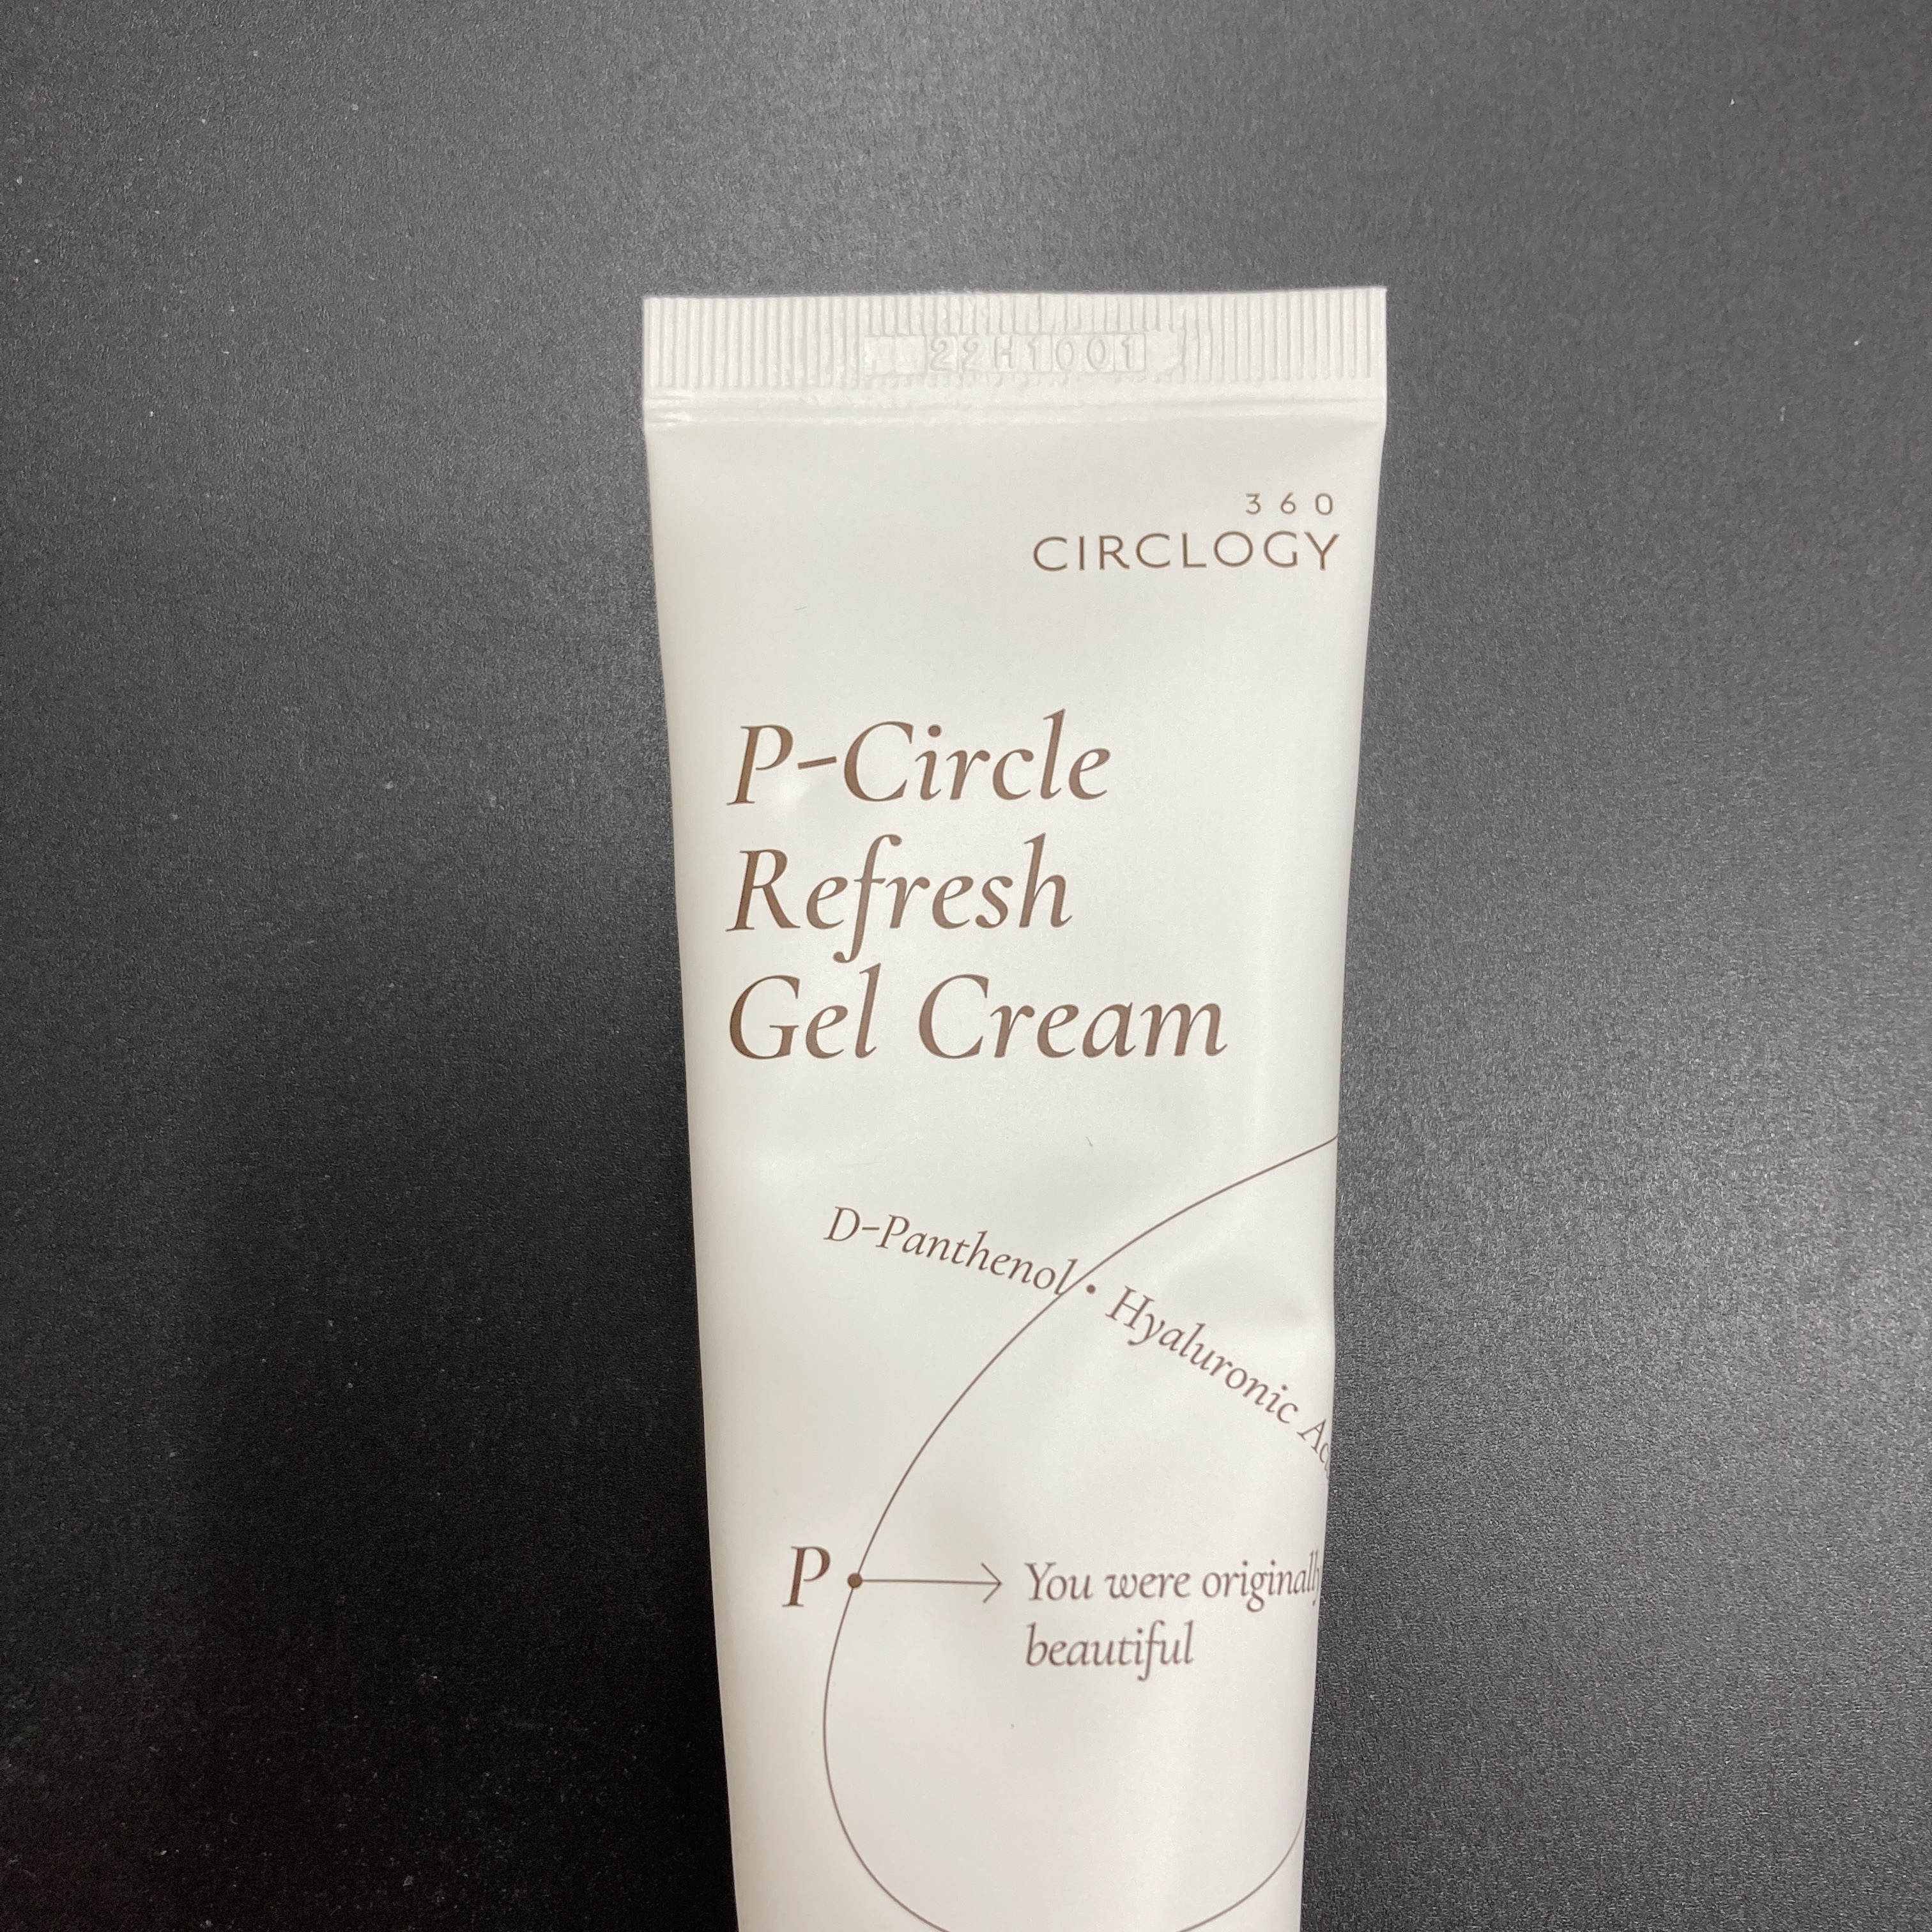 22H1001
360
CIRCLOGY
P-Circle
Refresh
Gel Cream
D-Panthenol • Hyaluronic
P
You were originally
beautiful